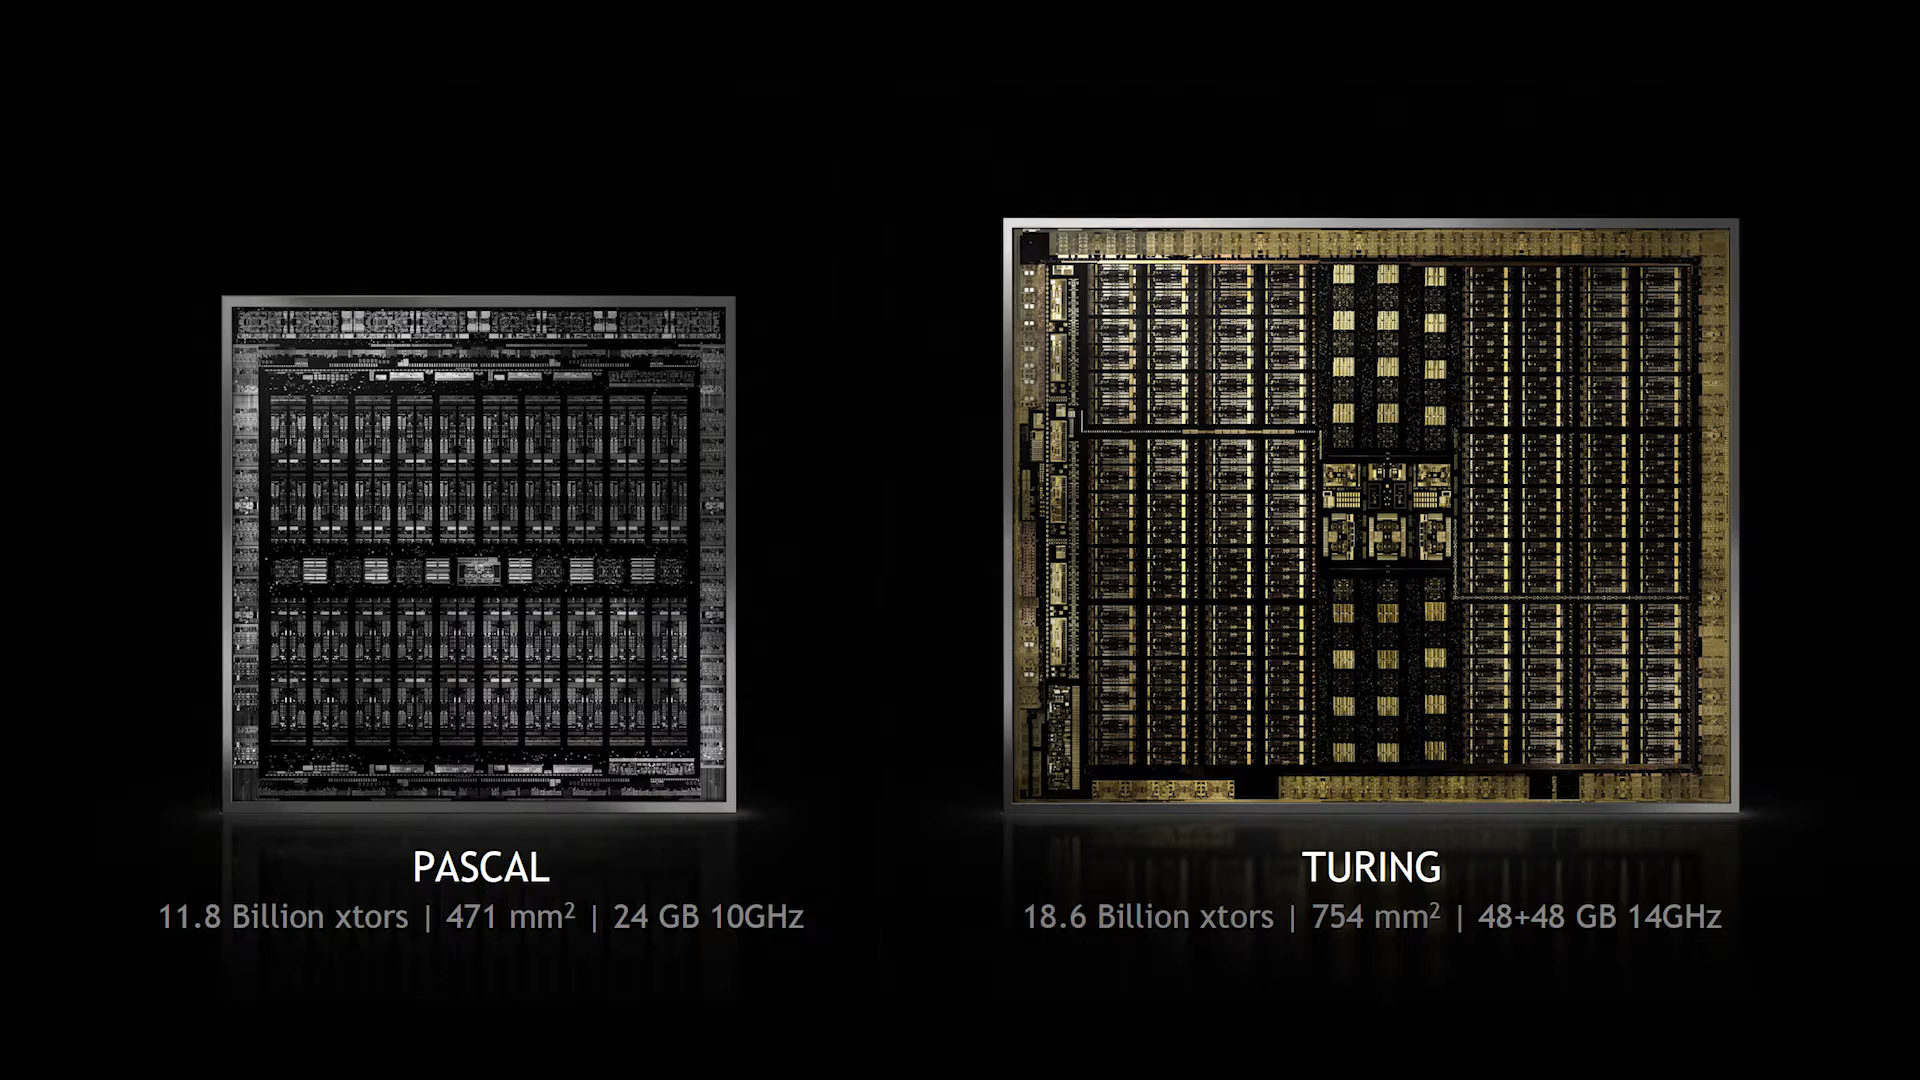 PASCAL
11.8 Billion xtors | 471 mm² | 24 GB 10GHz
TURING
18.6 Billion xtors | 754 mm² | 48+48 GB 14GHz